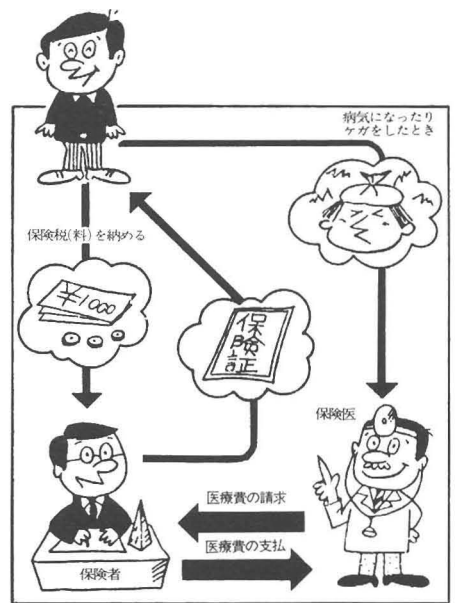 病気になったり
ケガをしたとき
保険税(料)を納める
¥1000
保険証
保険医
医療費の請求
医療費の支払
保険者